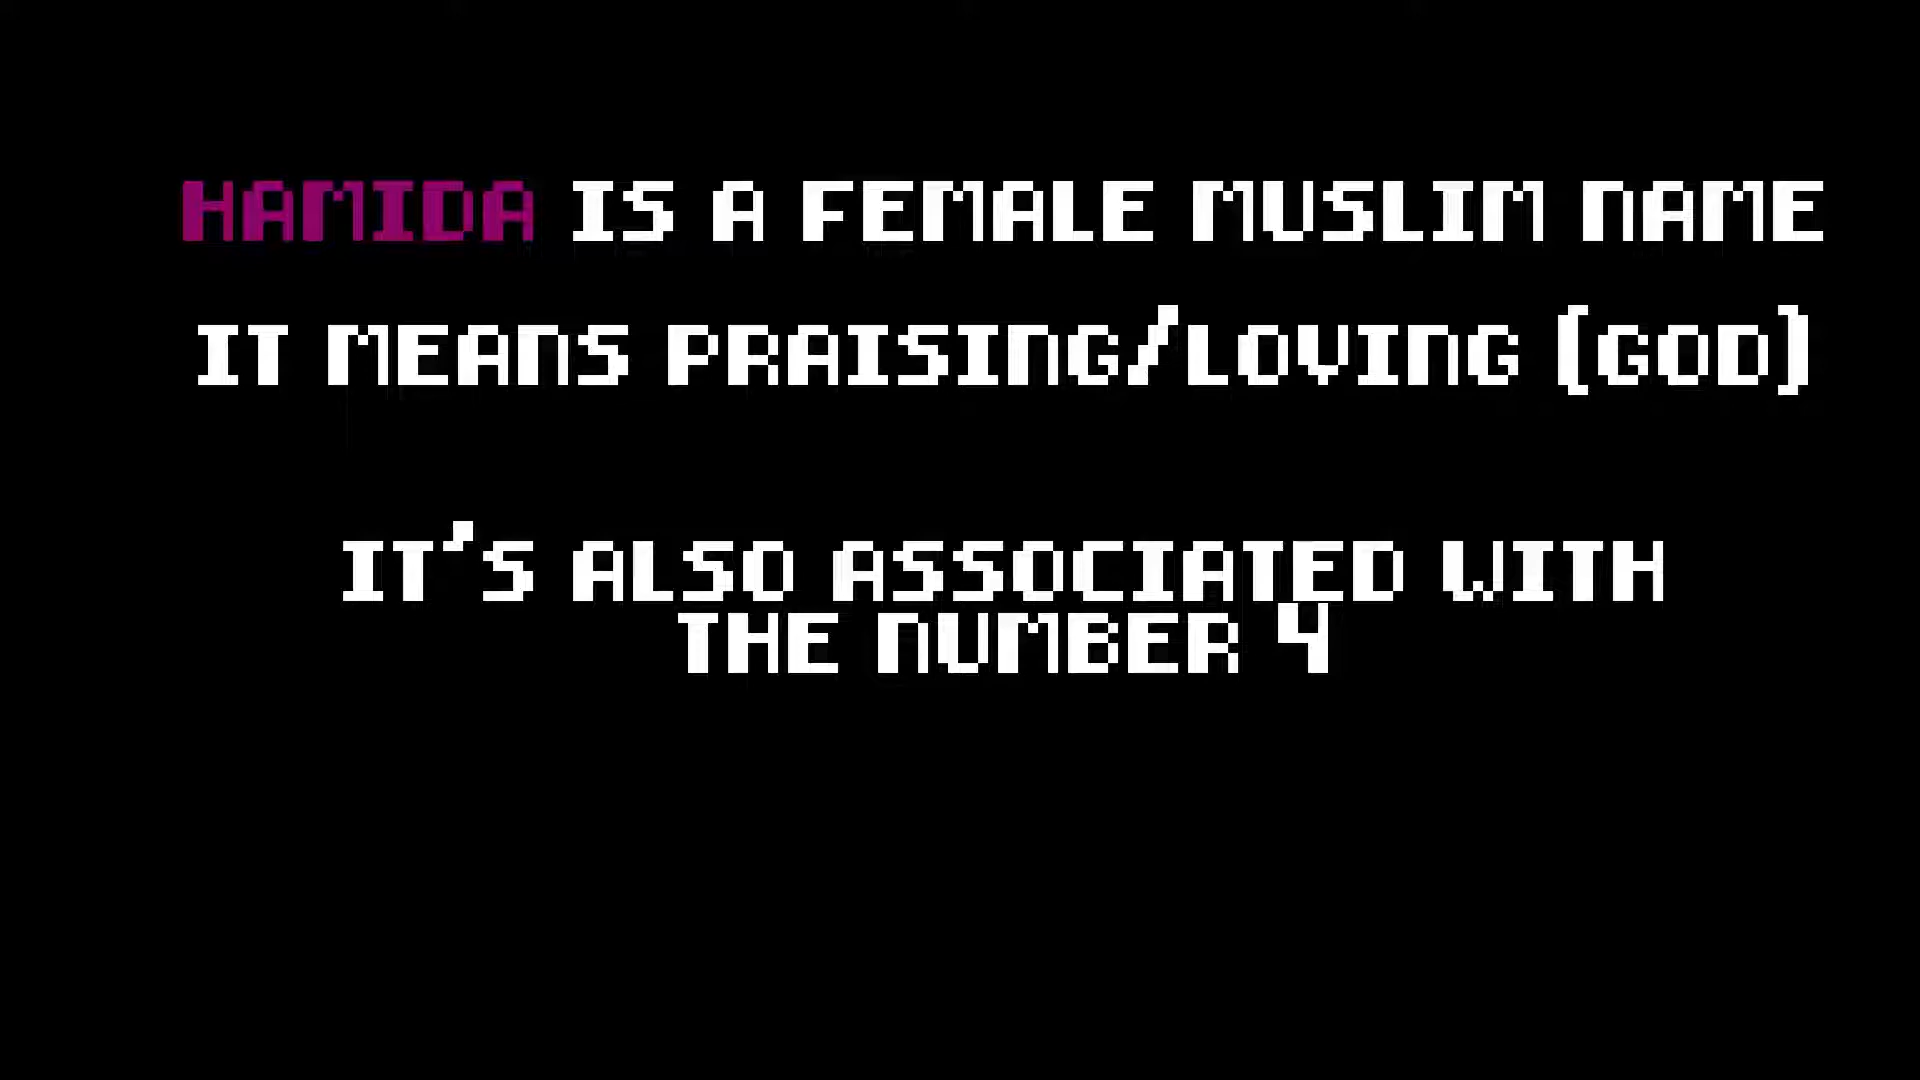 HAMIDA IS A FEMALE MUSLIM NAME
IT MEANS PRAISING/LOVING (GOD)
IT'S ALSO ASSOCIATED WITH
THE NUMBER 4